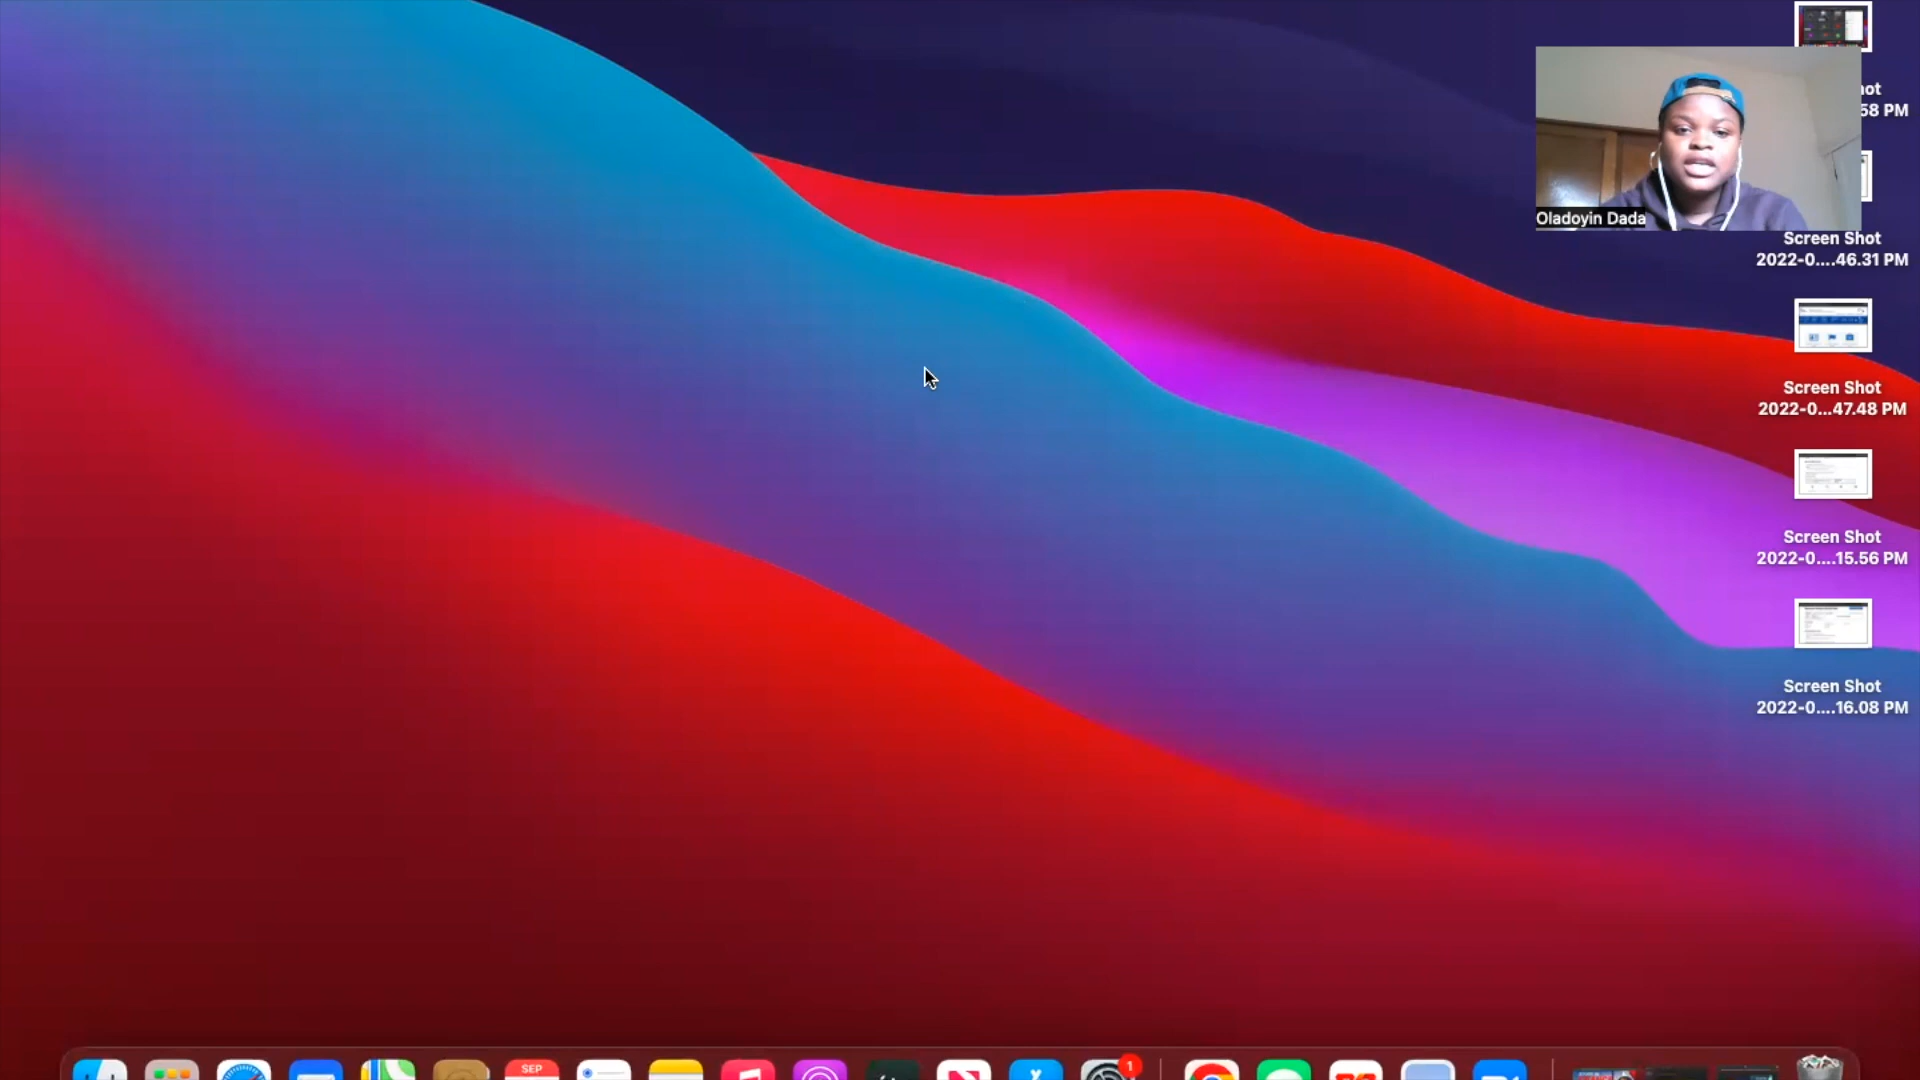 ot
58 PM
Oladoyin Dada
Screen Shot
2022-0....46.31 PM
Screen Shot
2022-0...47.48 PM
Screen Shot
2022-0....15.56 PM
Screen Shot
2022-0....16.08 PM
SEP
1